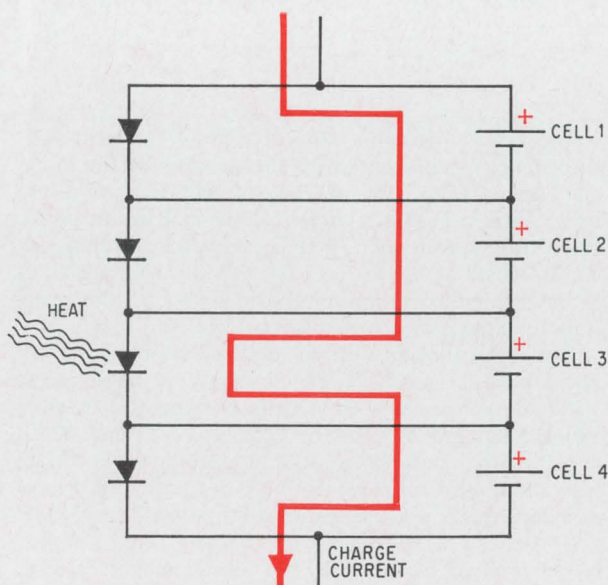 + CELL 1
+ CELL 2
HEAT
+ CELL 3
+ CELL 4
CHARGE
CURRENT